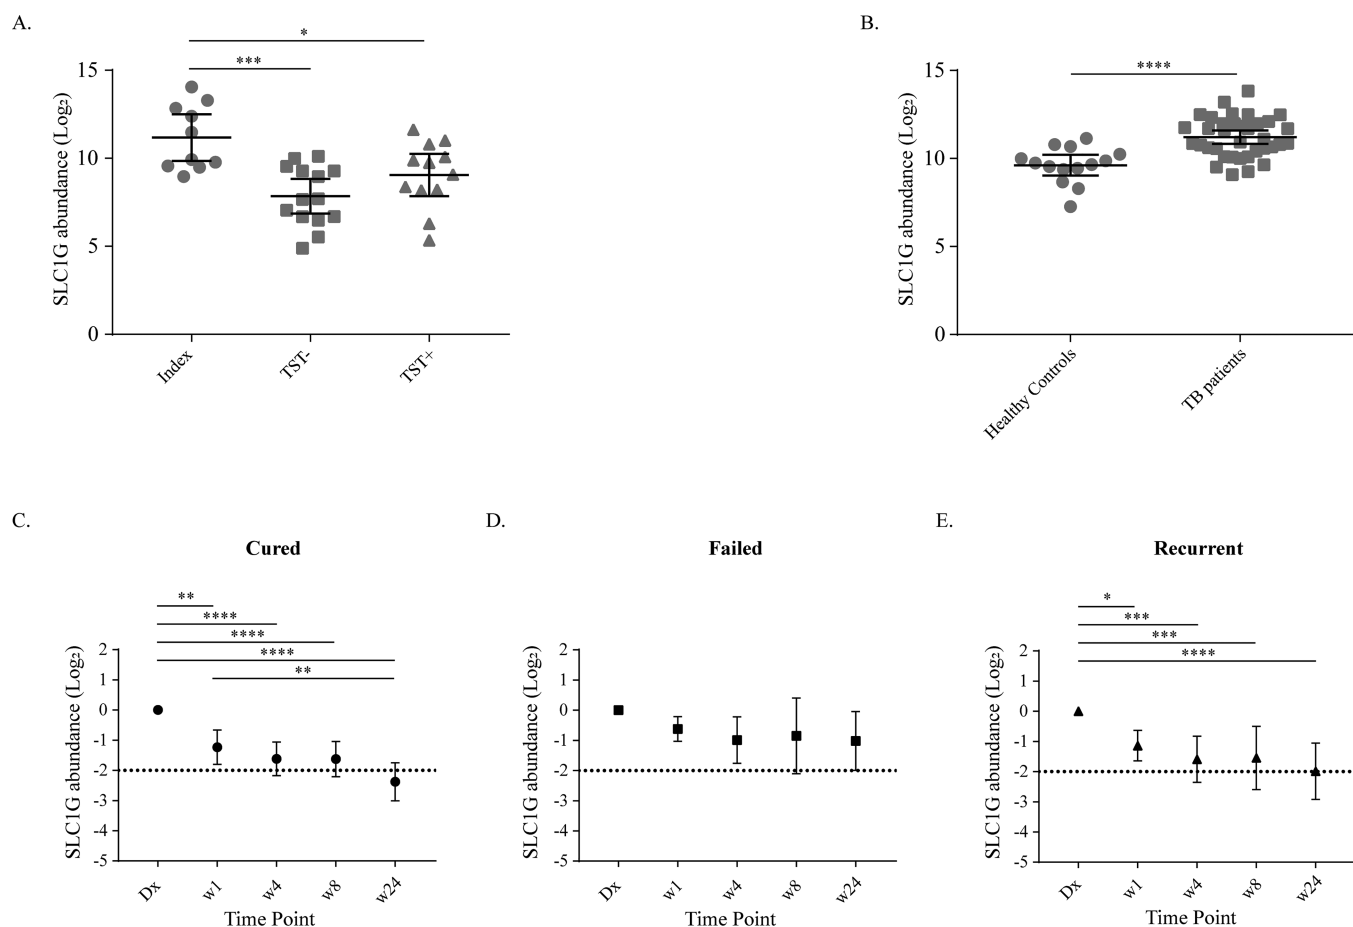 A.
*
***
15
10
5
0
SLC1G abundance (Log₂)
Index
TST-
TST+
B.
****
15
10
5
0
SLC1G abundance (Log₂)
Healthy Controls
TB patients
C.
Cured
**
****
****
****
**
2
1
0
-1
-2
-3
-4
-5
SLC1G abundance (Log₂)
Dx
w1
w4
w8
w24
Time Point
D.
Failed
2
1
0
-1
-2
-3
-4
-5
SLC1G abundance (Log₂)
Dx
w1
w4
w8
w24
Time Point
E.
Recurrent
*
***
***
****
2
1
0
-1
-2
-3
-4
-5
SLC1G abundance (Log₂)
Dx
w1
w4
w8
w24
Time Point